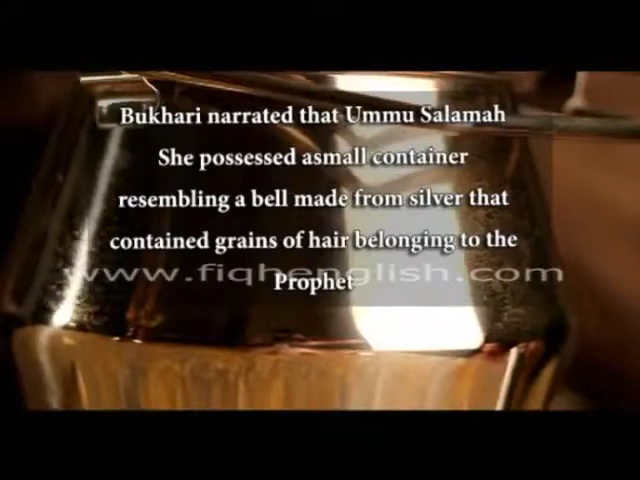 Bukhari narrated that Ummu Salamah
She possessed asmall container
resembling a bell made from silver that
contained grains of hair belonging to the
www.fiqhenglish.com
Prophet